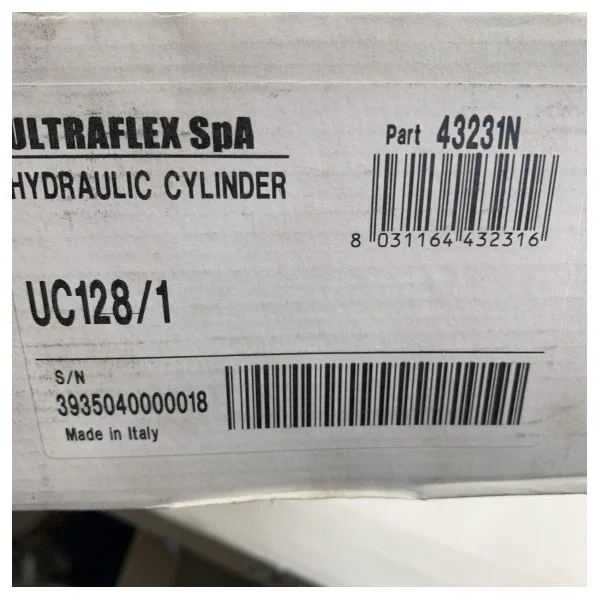 ULTRAFLEX SpA
HYDRAULIC CYLINDER
Part 43231N
8 031164 432316
UC128/1
S/N
3935040000018
Made in Italy